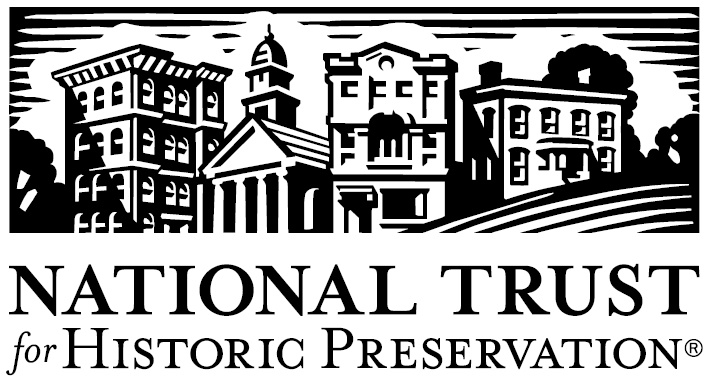 NATIONAL TRUST
for HISTORIC PRESERVATION®